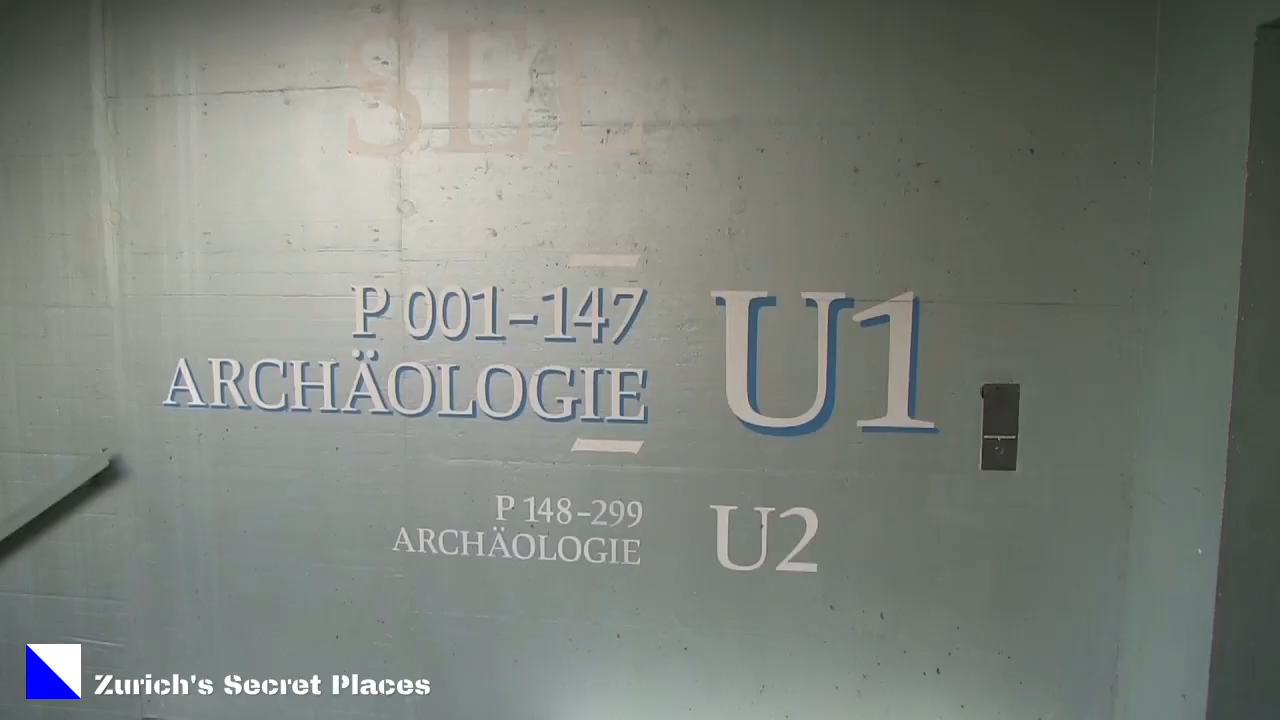 SEE
P 001-147
ARCHÄOLOGIE
U1
P 148-299
ARCHÄOLOGIE
U2
Zurich's Secret Places